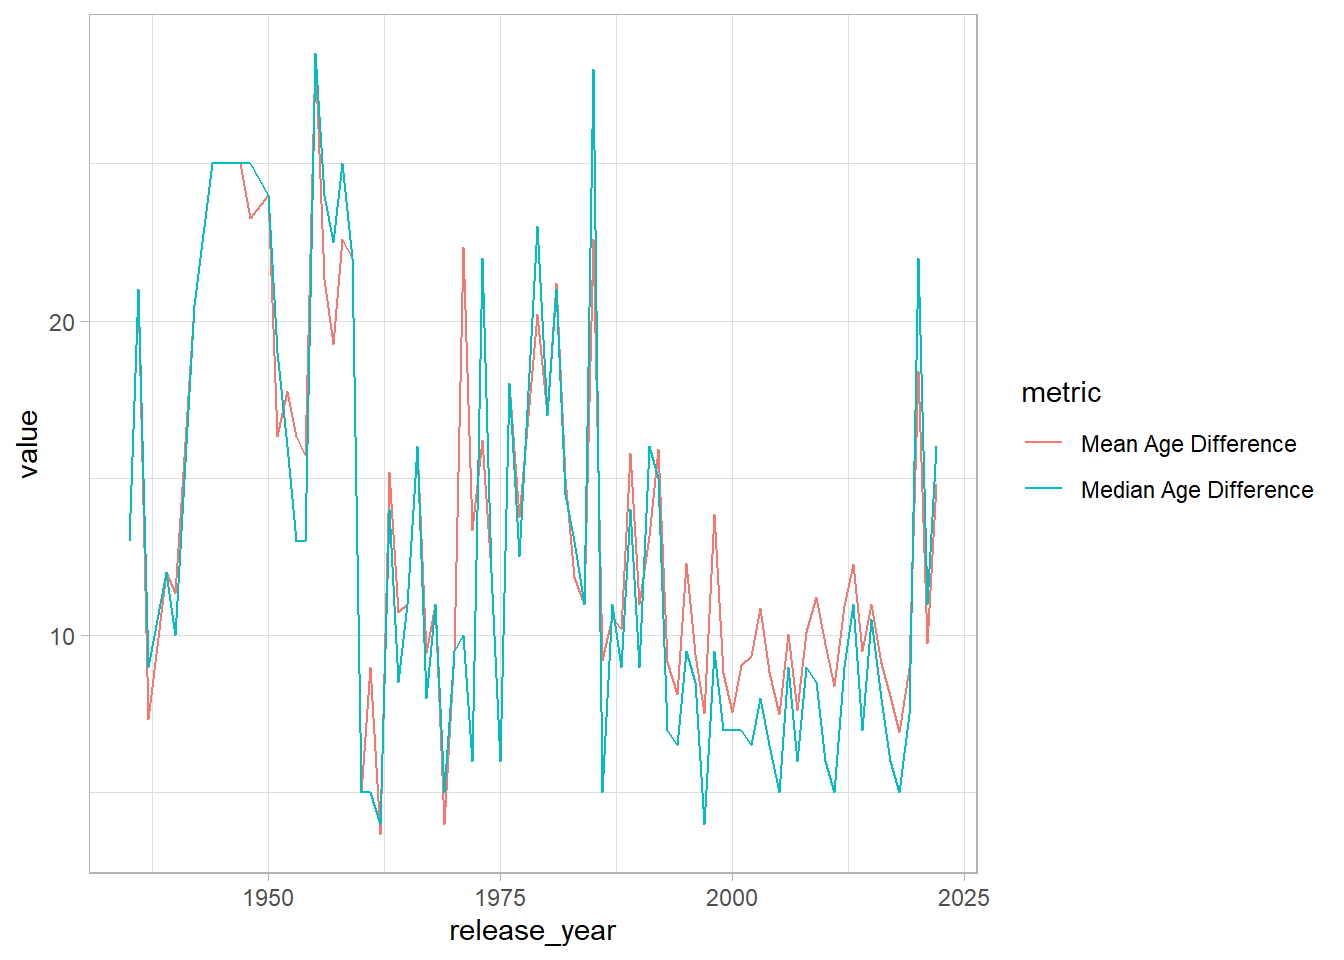 20
10
value
1950
1975
2000
2025
release_year
metric
Mean Age Difference
Median Age Difference